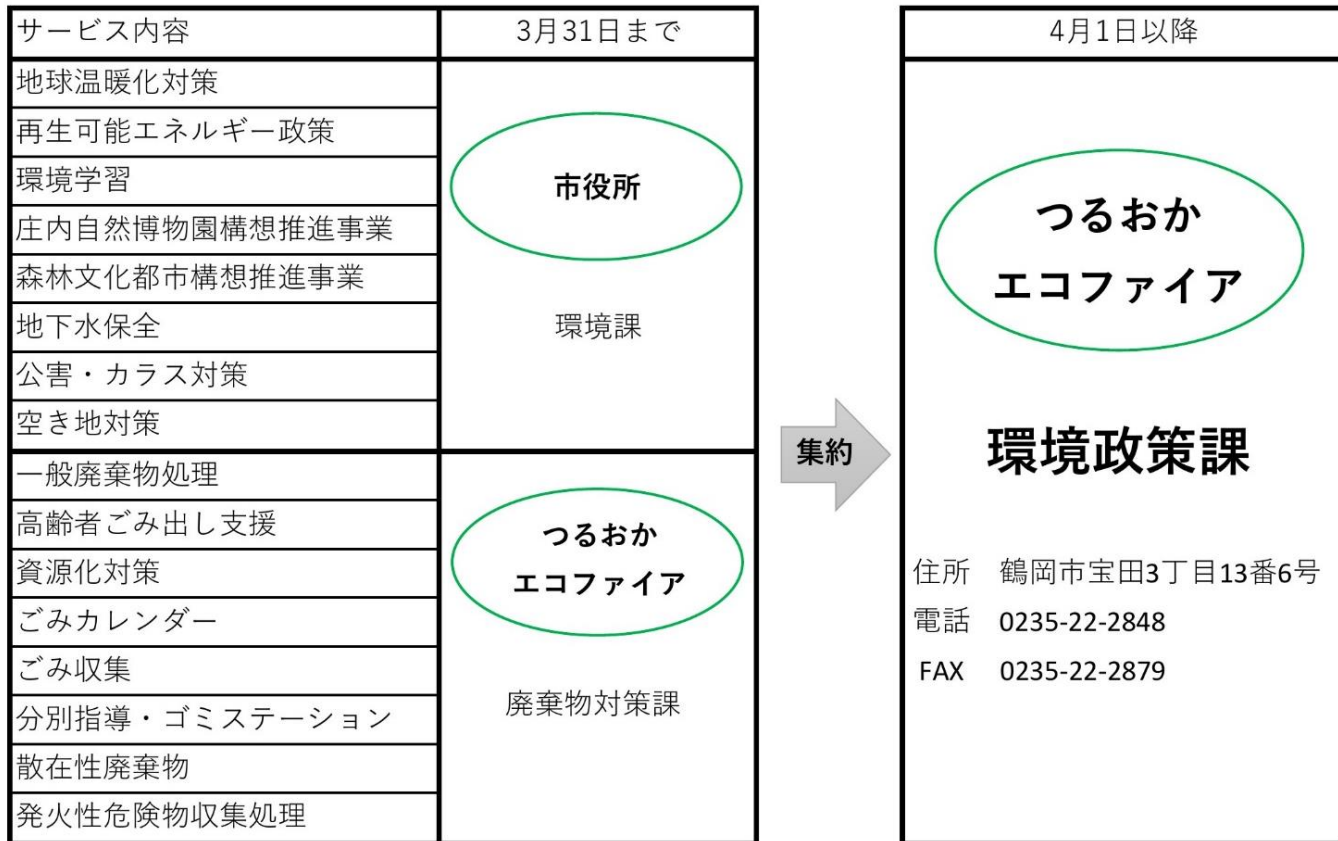 サービス内容
3月31日まで
地球温暖化対策
再生可能エネルギー政策
環境学習
庄内自然博物園構想推進事業
森林文化都市構想推進事業
地下水保全
公害・カラス対策
空き地対策
市役所
環境課
一般廃棄物処理
高齢者ごみ出し支援
資源化対策
ごみカレンダー
ごみ収集
分別指導・ゴミステーション
散在性廃棄物
発火性危険物収集処理
つるおか
エコファイア
廃棄物対策課
集約
4月1日以降
つるおか
エコファイア
環境政策課
住所 鶴岡市宝田3丁目13番6号
電話 0235-22-2848
FAX 0235-22-2879